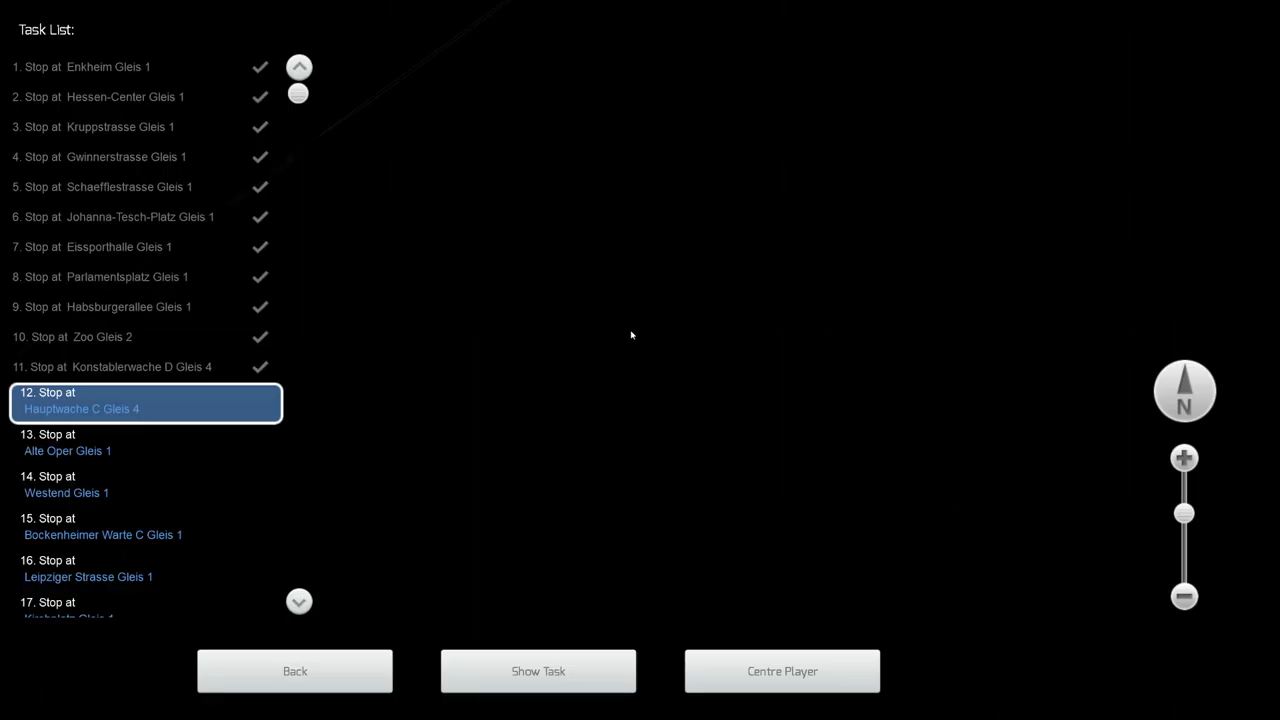 Task List:
1. Stop at Enkheim Gleis 1
2. Stop at Hessen-Center Gleis 1
3. Stop at Kruppstrasse Gleis 1
4. Stop at Gwinnerstrasse Gleis 1
5. Stop at Schaefflestrasse Gleis 1
6. Stop at Johanna-Tesch-Platz Gleis 1
7. Stop at Eissporthalle Gleis 1
8. Stop at Parlamentsplatz Gleis 1
9. Stop at Habsburgerallee Gleis 1
10. Stop at Zoo Gleis 2
11. Stop at Konstablerwache D Gleis 4
12. Stop at
Hauptwache C Gleis 4
13. Stop at
Alte Oper Gleis 1
14. Stop at
Westend Gleis 1
15. Stop at
Bockenheimer Warte C Gleis 1
16. Stop at
Leipziger Strasse Gleis 1
17. Stop at
Kirchplatz Gleis 1
N
Back
Show Task
Centre Player